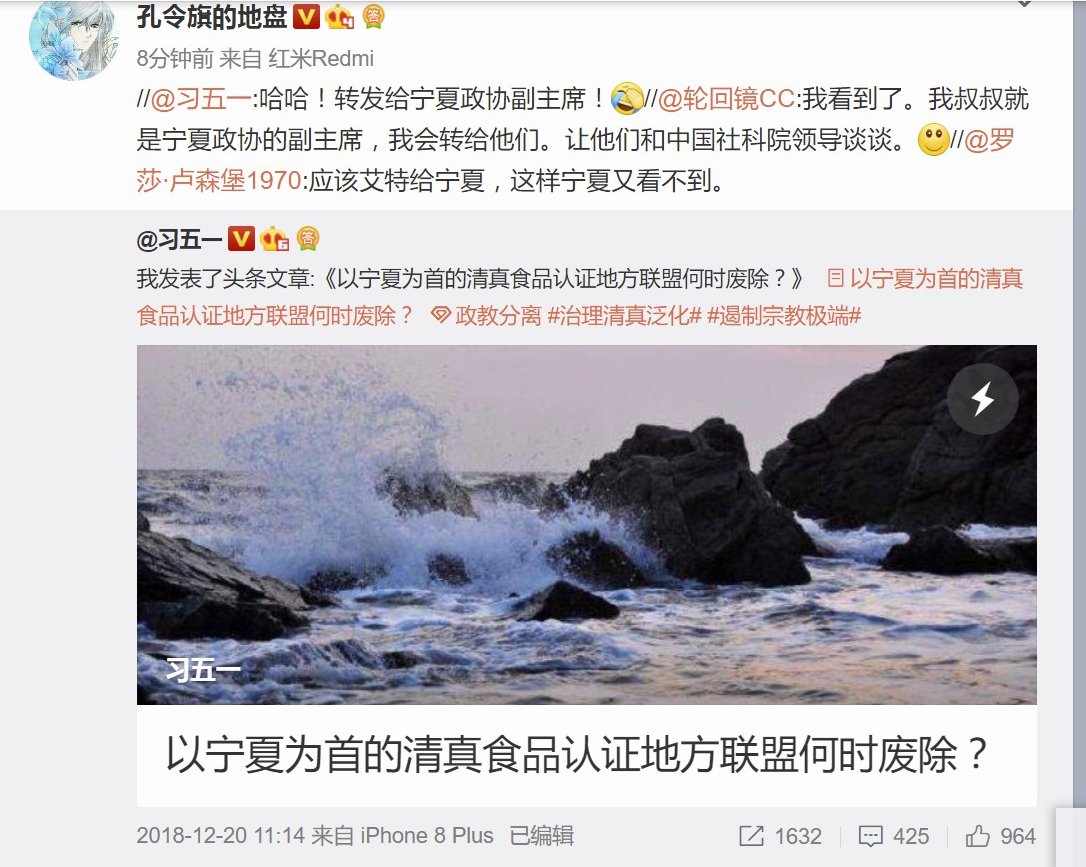 孔令旗的地盘 V 4 答
8分钟前 来自 红米Redmi
//@习五一:哈哈！转发给宁夏政协副主席！//@轮回镜CC:我看到了。我叔叔就
是宁夏政协的副主席，我会转给他们。让他们和中国社科院领导谈谈。//@罗
莎·卢森堡1970:应该艾特给宁夏，这样宁夏又看不到。
@习五一 V 6 答
我发表了头条文章:《以宁夏为首的清真食品认证地方联盟何时废除？》 以宁夏为首的清真
食品认证地方联盟何时废除？ 政教分离 #治理清真泛化# #遏制宗教极端#
习五一
以宁夏为首的清真食品认证地方联盟何时废除？
2018-12-20 11:14 来自 iPhone 8 Plus 已编辑 1632 425 964